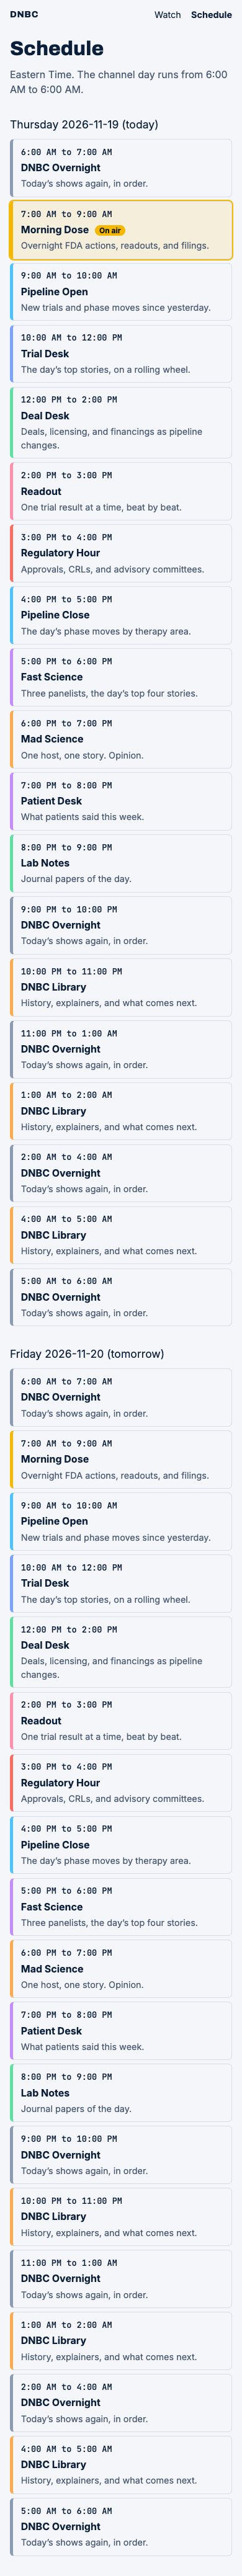 DNBC
Watch Schedule
Schedule
Eastern Time. The channel day runs from 6:00
AM to 6:00 AM.
Thursday 2026-11-19 (today)
6:00 AM to 7:00 AM
DNBC Overnight
Today's shows again, in order.
7:00 AM to 9:00 AM
Morning Dose On air
Overnight FDA actions, readouts, and filings.
9:00 AM to 10:00 AM
Pipeline Open
New trials and phase moves since yesterday.
10:00 AM to 12:00 PM
Trial Desk
The day's top stories, on a rolling wheel.
12:00 PM to 2:00 PM
Deal Desk
Deals, licensing, and financings as pipeline
changes.
2:00 PM to 3:00 PM
Readout
One trial result at a time, beat by beat.
3:00 PM to 4:00 PM
Regulatory Hour
Approvals, CRLs, and advisory committees.
4:00 PM to 5:00 PM
Pipeline Close
The day's phase moves by therapy area.
5:00 PM to 6:00 PM
Fast Science
Three panelists, the day's top four stories.
6:00 PM to 7:00 PM
Mad Science
One host, one story. Opinion.
7:00 PM to 8:00 PM
Patient Desk
What patients said this week.
8:00 PM to 9:00 PM
Lab Notes
Journal papers of the day.
9:00 PM to 10:00 PM
DNBC Overnight
Today's shows again, in order.
10:00 PM to 11:00 PM
DNBC Library
History, explainers, and what comes next.
11:00 PM to 1:00 AM
DNBC Overnight
Today's shows again, in order.
1:00 AM to 2:00 AM
DNBC Library
History, explainers, and what comes next.
2:00 AM to 4:00 AM
DNBC Overnight
Today's shows again, in order.
4:00 AM to 5:00 AM
DNBC Library
History, explainers, and what comes next.
5:00 AM to 6:00 AM
DNBC Overnight
Today's shows again, in order.
Friday 2026-11-20 (tomorrow)
6:00 AM to 7:00 AM
DNBC Overnight
Today's shows again, in order.
7:00 AM to 9:00 AM
Morning Dose
Overnight FDA actions, readouts, and filings.
9:00 AM to 10:00 AM
Pipeline Open
New trials and phase moves since yesterday.
10:00 AM to 12:00 PM
Trial Desk
The day's top stories, on a rolling wheel.
12:00 PM to 2:00 PM
Deal Desk
Deals, licensing, and financings as pipeline
changes.
2:00 PM to 3:00 PM
Readout
One trial result at a time, beat by beat.
3:00 PM to 4:00 PM
Regulatory Hour
Approvals, CRLs, and advisory committees.
4:00 PM to 5:00 PM
Pipeline Close
The day's phase moves by therapy area.
5:00 PM to 6:00 PM
Fast Science
Three panelists, the day's top four stories.
6:00 PM to 7:00 PM
Mad Science
One host, one story. Opinion.
7:00 PM to 8:00 PM
Patient Desk
What patients said this week.
8:00 PM to 9:00 PM
Lab Notes
Journal papers of the day.
9:00 PM to 10:00 PM
DNBC Overnight
Today's shows again, in order.
10:00 PM to 11:00 PM
DNBC Library
History, explainers, and what comes next.
11:00 PM to 1:00 AM
DNBC Overnight
Today's shows again, in order.
1:00 AM to 2:00 AM
DNBC Library
History, explainers, and what comes next.
2:00 AM to 4:00 AM
DNBC Overnight
Today's shows again, in order.
4:00 AM to 5:00 AM
DNBC Library
History, explainers, and what comes next.
5:00 AM to 6:00 AM
DNBC Overnight
Today's shows again, in order.